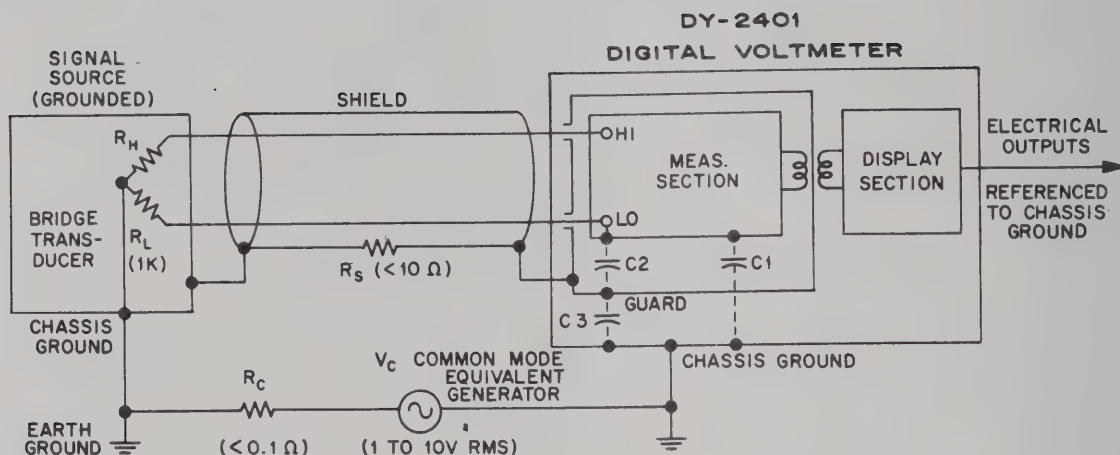 DY-2401
DIGITAL VOLTMETER
SIGNAL
SOURCE
(GROUNDED)
SHIELD
R_H
HI
MEAS.
SECTION
DISPLAY
SECTION
ELECTRICAL
OUTPUTS
REFERENCED
TO CHASSIS
GROUND
BRIDGE
TRANS-
DUCER
R_L
(1K)
LO
R_S (<10 Ω)
C2
C1
GUARD
C3
CHASSIS
GROUND
CHASSIS GROUND
R_C
V_C COMMON MODE
EQUIVALENT
GENERATOR
EARTH
GROUND
(<0.1 Ω)
(1 TO 10V RMS)